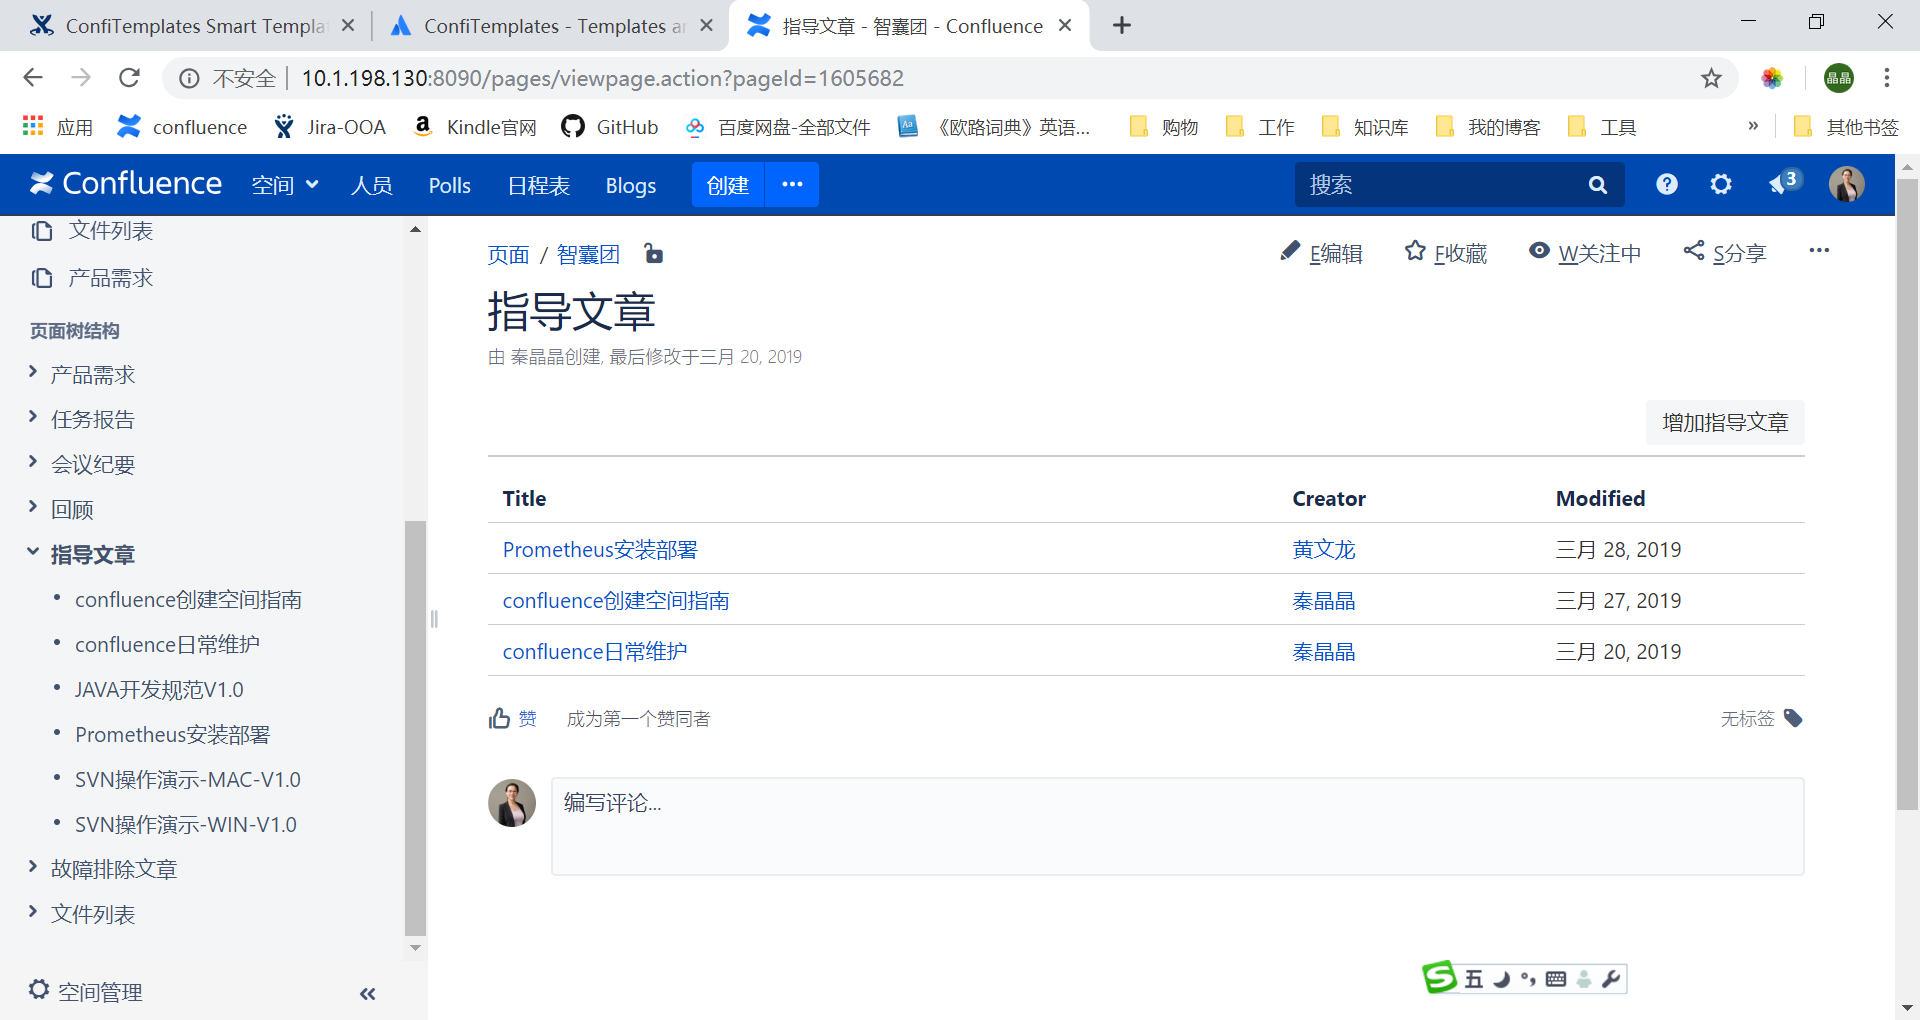 ConfiTemplates Smart Templat
ConfiTemplates - Templates ar
指导文章 - 智囊团 - Confluence
不安全 10.1.198.130:8090/pages/viewpage.action?pageId=1605682
晶晶
应用 confluence Jira-OOA Kindle官网 GitHub 百度网盘-全部文件 《欧路词典》英语... 购物 工作 知识库 我的博客 工具 » 其他书签
Confluence 空间 人员 Polls 日程表 Blogs 创建 ··· 搜索 3
文件列表
产品需求
页面树结构
产品需求
任务报告
会议纪要
回顾
指导文章
• confluence创建空间指南
• confluence日常维护
• JAVA开发规范V1.0
• Prometheus安装部署
• SVN操作演示-MAC-V1.0
• SVN操作演示-WIN-V1.0
故障排除文章
文件列表
空间管理 «
页面 / 智囊团
E编辑 F收藏 W关注中 S分享 ···
指导文章
由 秦晶晶创建, 最后修改于三月 20, 2019
增加指导文章
Title Creator Modified
Prometheus安装部署 黄文龙 三月 28, 2019
confluence创建空间指南 秦晶晶 三月 27, 2019
confluence日常维护 秦晶晶 三月 20, 2019
赞 成为第一个赞同者 无标签
编写评论...
S 五